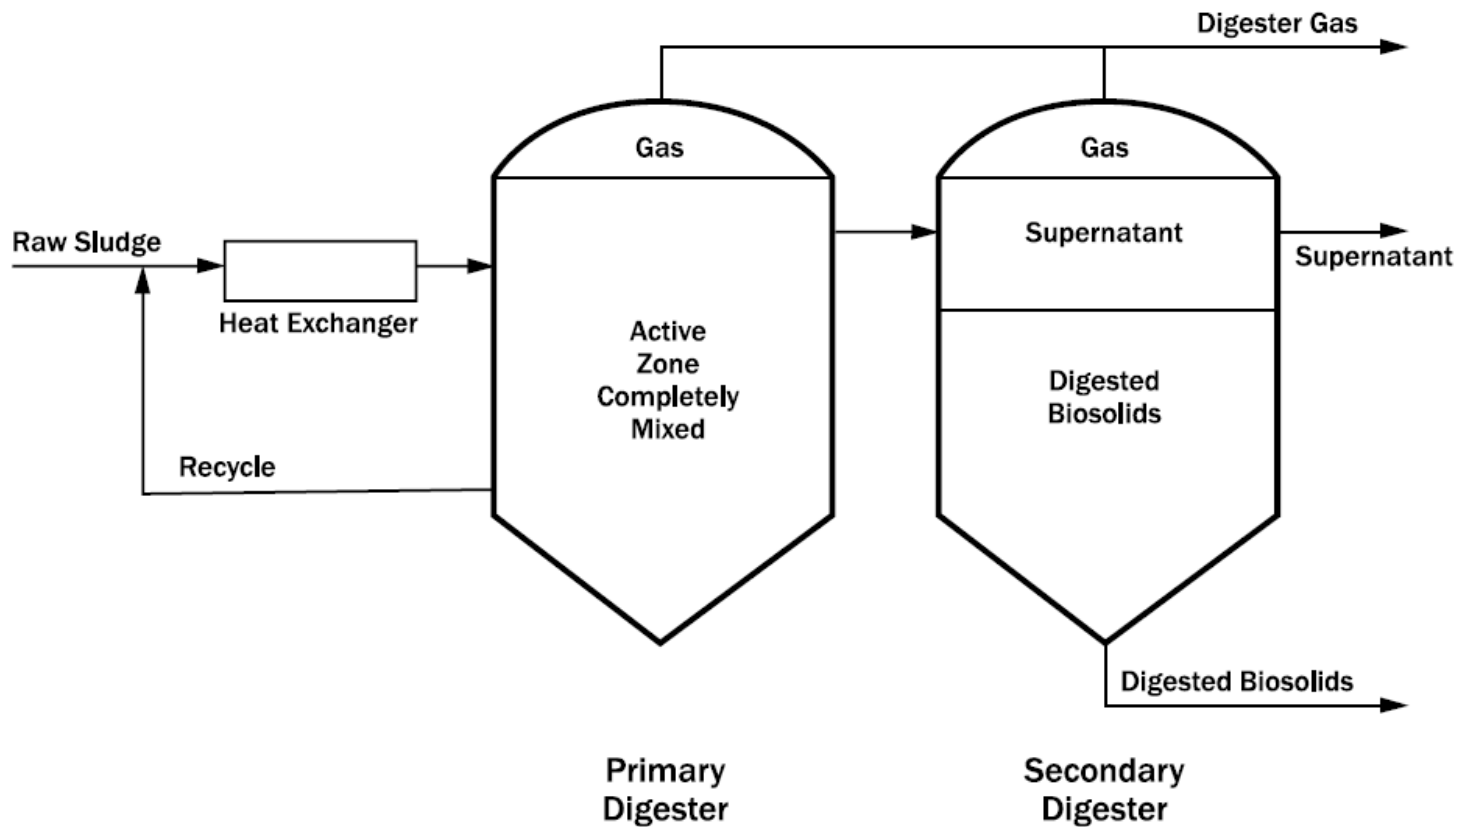 Digester Gas
Gas
Gas
Raw Sludge
Supernatant
Supernatant
Heat Exchanger
Active
Zone
Completely
Mixed
Digested
Biosolids
Recycle
Digested Biosolids
Primary
Digester
Secondary
Digester